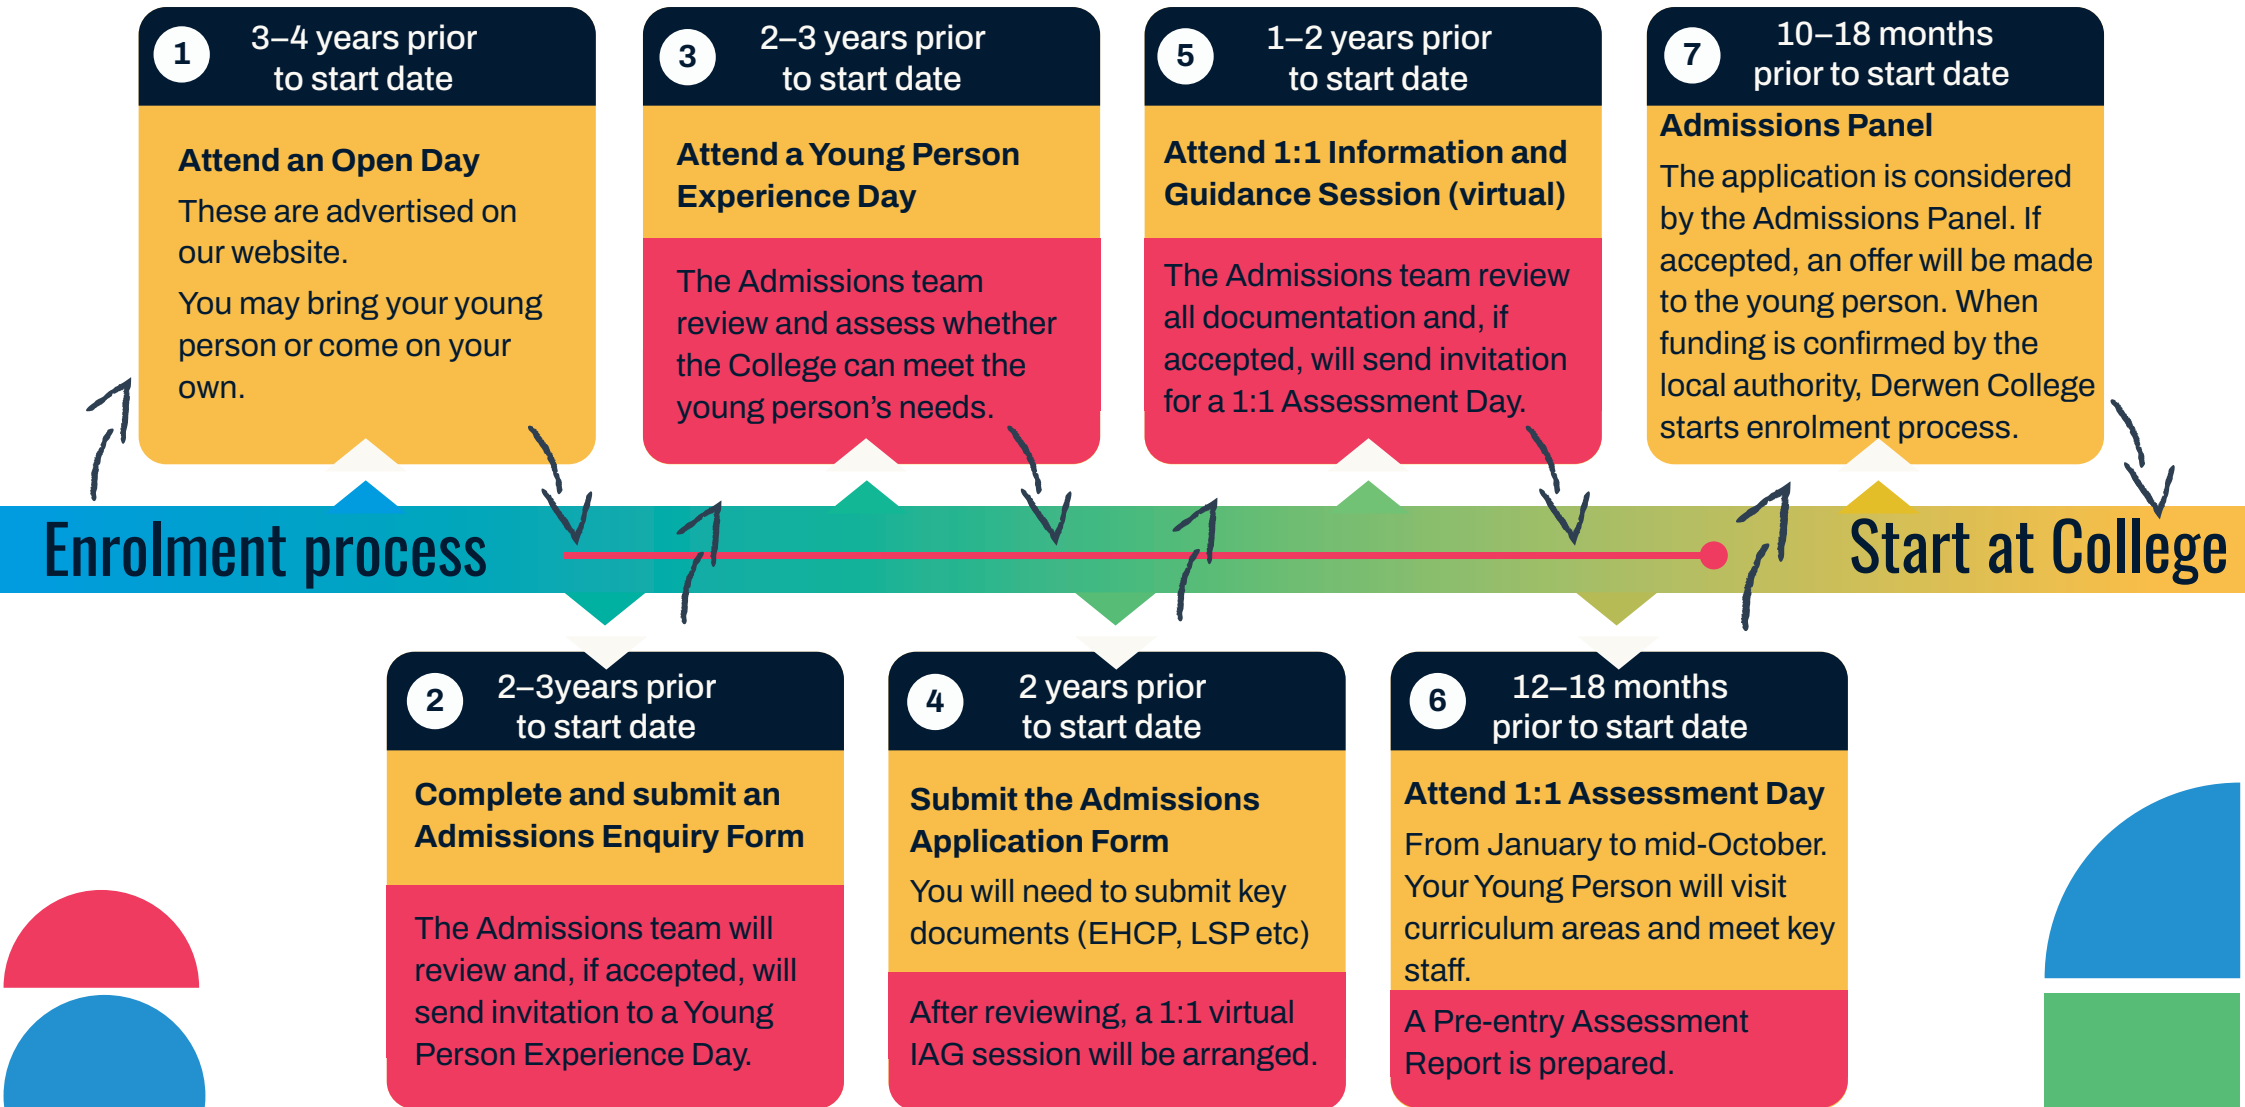 1
3–4 years prior
to start date
Attend an Open Day
These are advertised on
our website.
You may bring your young
person or come on your
own.
3
2–3 years prior
to start date
Attend a Young Person
Experience Day
The Admissions team
review and assess whether
the College can meet the
young person’s needs.
5
1–2 years prior
to start date
Attend 1:1 Information and
Guidance Session (virtual)
The Admissions team review
all documentation and, if
accepted, will send invitation
for a 1:1 Assessment Day.
7
10–18 months
prior to start date
Admissions Panel
The application is considered
by the Admissions Panel. If
accepted, an offer will be made
to the young person. When
funding is confirmed by the
local authority, Derwen College
starts enrolment process.
Enrolment process
Start at College
2
2–3years prior
to start date
Complete and submit an
Admissions Enquiry Form
The Admissions team will
review and, if accepted, will
send invitation to a Young
Person Experience Day.
4
2 years prior
to start date
Submit the Admissions
Application Form
You will need to submit key
documents (EHCP, LSP etc)
After reviewing, a 1:1 virtual
IAG session will be arranged.
6
12–18 months
prior to start date
Attend 1:1 Assessment Day
From January to mid-October.
Your Young Person will visit
curriculum areas and meet key
staff.
A Pre-entry Assessment
Report is prepared.